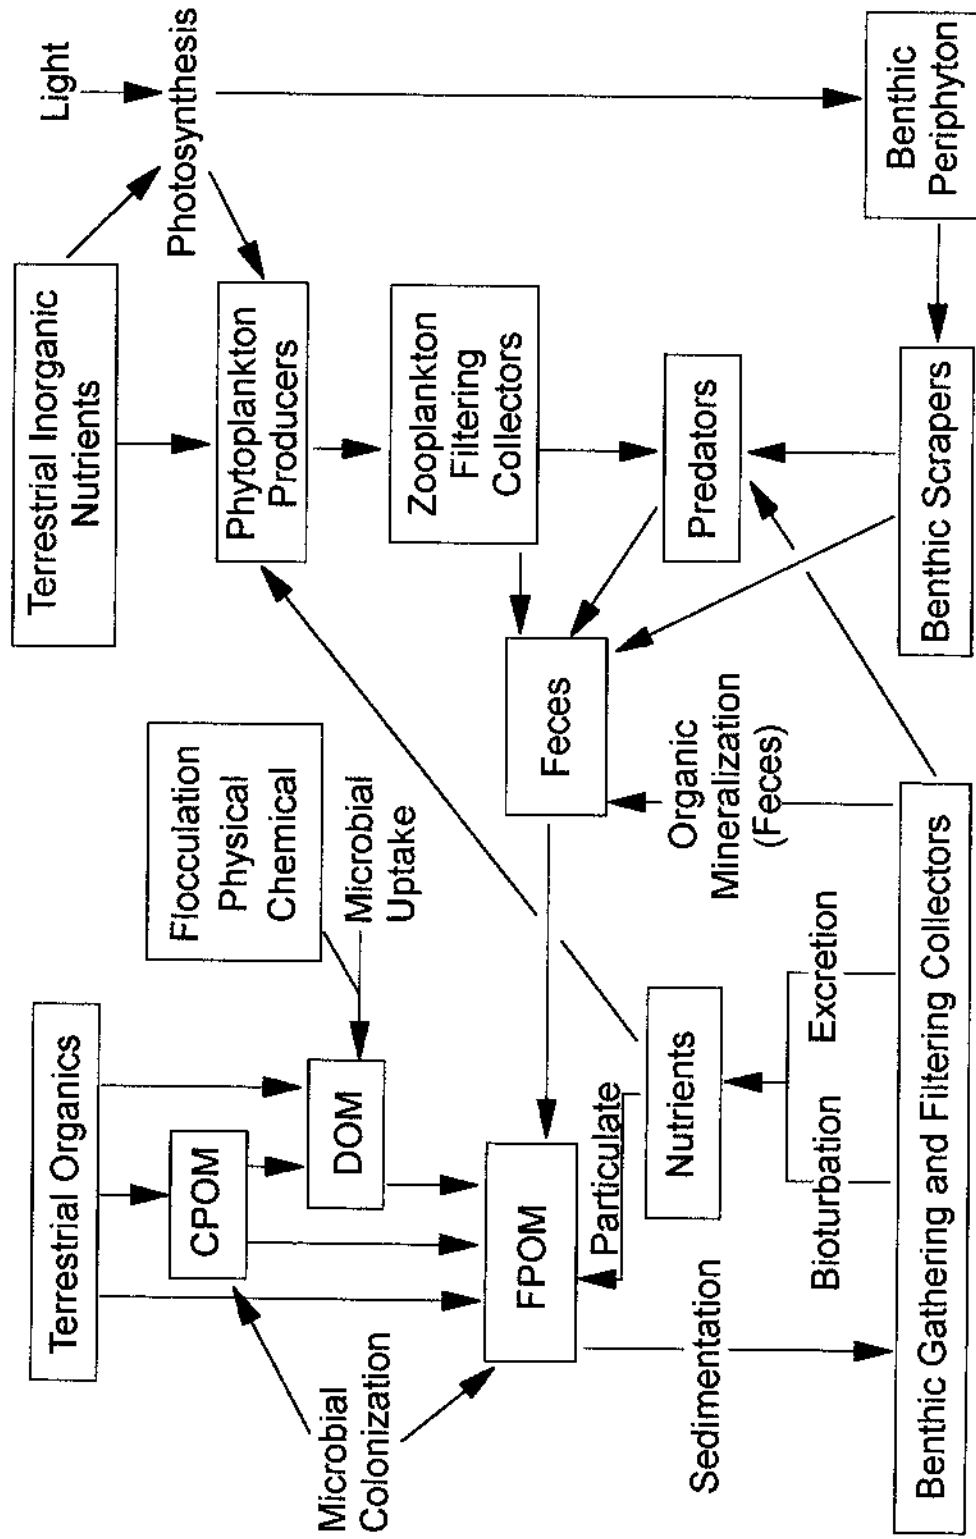 Terrestrial Organics
Terrestrial Inorganic
Nutrients
Light
CPOM
Flocculation
Physical
Chemical
Photosynthesis
Phytoplankton
Producers
Microbial
Colonization
DOM
Microbial
Uptake
Zooplankton
Filtering
Collectors
FPOM
Feces
Particulate
Sedimentation
Nutrients
Organic
Mineralization
(Feces)
Predators
Bioturbation
Excretion
Benthic Gathering and Filtering Collectors
Benthic Scrapers
Benthic
Periphyton